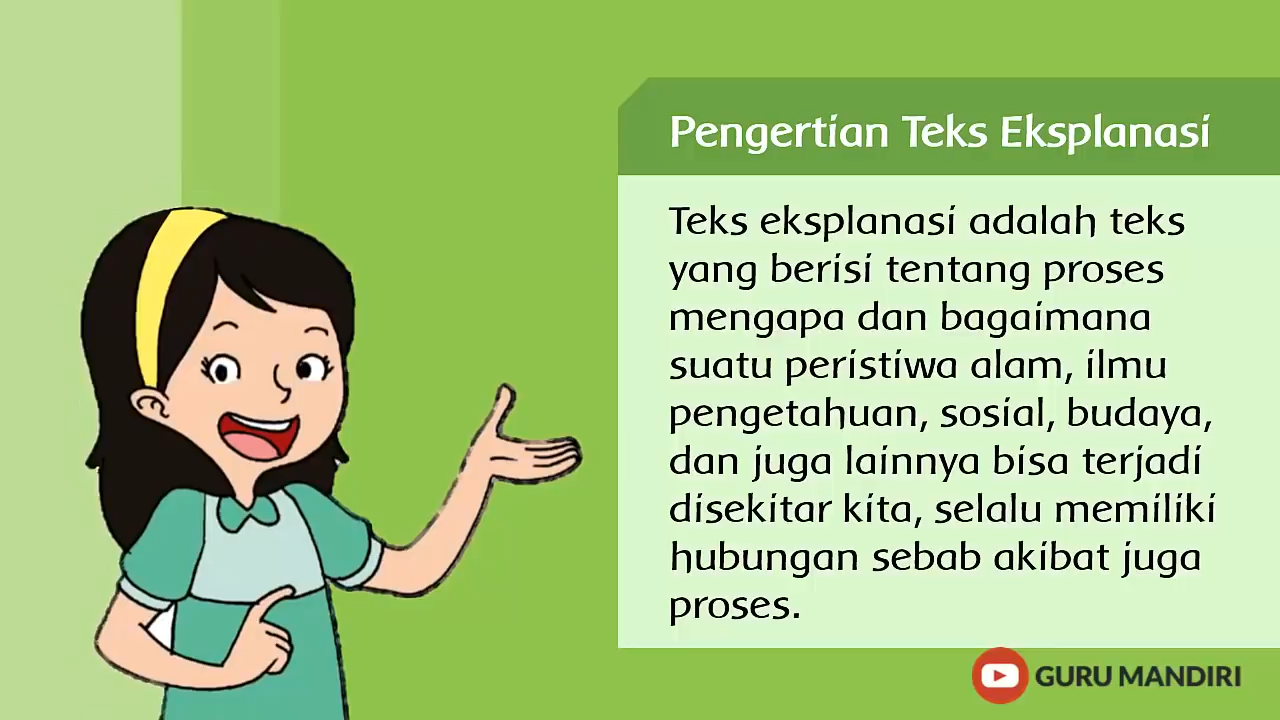 Pengertian Teks Eksplanasi
Teks eksplanasi adalah teks
yang berisi tentang proses
mengapa dan bagaimana
suatu peristiwa alam, ilmu
pengetahuan, sosial, budaya,
dan juga lainnya bisa terjadi
disekitar kita, selalu memiliki
hubungan sebab akibat juga
proses.
GURU MANDIRI